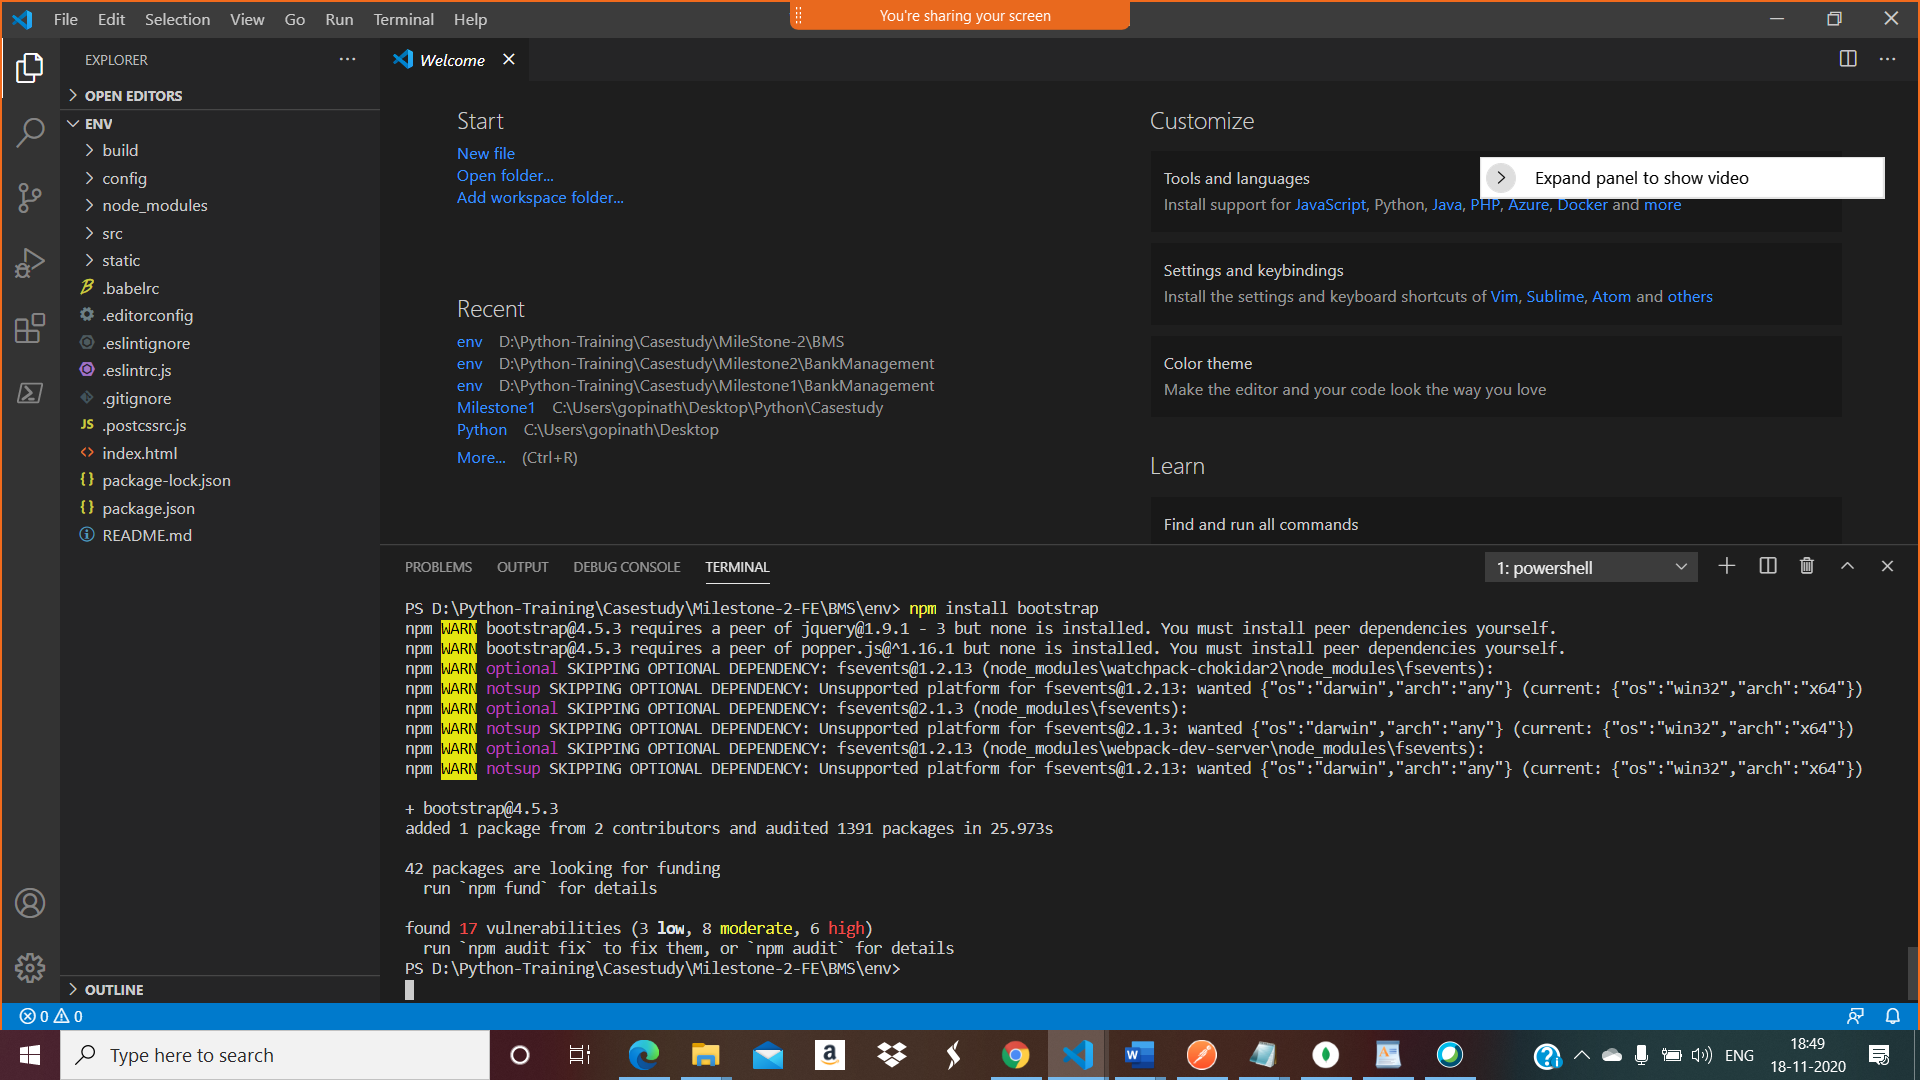 File Edit Selection View Go Run Terminal Help
You're sharing your screen
EXPLORER
OPEN EDITORS
ENV
build
config
node_modules
src
static
.babelrc
.editorconfig
.eslintignore
.eslintrc.js
.gitignore
JS .postcssrc.js
<> index.html
{} package-lock.json
{} package.json
README.md
OUTLINE
Welcome
Start
New file
Open folder...
Add workspace folder...
Recent
env D:\Python-Training\Casestudy\MileStone-2\BMS
env D:\Python-Training\Casestudy\Milestone2\BankManagement
env D:\Python-Training\Casestudy\Milestone1\BankManagement
Milestone1 C:\Users\gopinath\Desktop\Python\Casestudy
Python C:\Users\gopinath\Desktop
More... (Ctrl+R)
Customize
Tools and languages
Install support for JavaScript, Python, Java, PHP, Azure, Docker and more
Expand panel to show video
Settings and keybindings
Install the settings and keyboard shortcuts of Vim, Sublime, Atom and others
Color theme
Make the editor and your code look the way you love
Learn
Find and run all commands
PROBLEMS OUTPUT DEBUG CONSOLE TERMINAL
1: powershell
PS D:\Python-Training\Casestudy\Milestone-2-FE\BMS\env> npm install bootstrap
npm WARN bootstrap@4.5.3 requires a peer of jquery@1.9.1 - 3 but none is installed. You must install peer dependencies yourself.
npm WARN bootstrap@4.5.3 requires a peer of popper.js@^1.16.1 but none is installed. You must install peer dependencies yourself.
npm WARN optional SKIPPING OPTIONAL DEPENDENCY: fsevents@1.2.13 (node_modules\watchpack-chokidar2\node_modules\fsevents):
npm WARN notsup SKIPPING OPTIONAL DEPENDENCY: Unsupported platform for fsevents@1.2.13: wanted {"os":"darwin","arch":"any"} (current: {"os":"win32","arch":"x64"})
npm WARN optional SKIPPING OPTIONAL DEPENDENCY: fsevents@2.1.3 (node_modules\fsevents):
npm WARN notsup SKIPPING OPTIONAL DEPENDENCY: Unsupported platform for fsevents@2.1.3: wanted {"os":"darwin","arch":"any"} (current: {"os":"win32","arch":"x64"})
npm WARN optional SKIPPING OPTIONAL DEPENDENCY: fsevents@1.2.13 (node_modules\webpack-dev-server\node_modules\fsevents):
npm WARN notsup SKIPPING OPTIONAL DEPENDENCY: Unsupported platform for fsevents@1.2.13: wanted {"os":"darwin","arch":"any"} (current: {"os":"win32","arch":"x64"})
+ bootstrap@4.5.3
added 1 package from 2 contributors and audited 1391 packages in 25.973s
42 packages are looking for funding
run `npm fund` for details
found 17 vulnerabilities (3 low, 8 moderate, 6 high)
run `npm audit fix` to fix them, or `npm audit` for details
PS D:\Python-Training\Casestudy\Milestone-2-FE\BMS\env>
0 0
Type here to search
ENG
18:49
18-11-2020